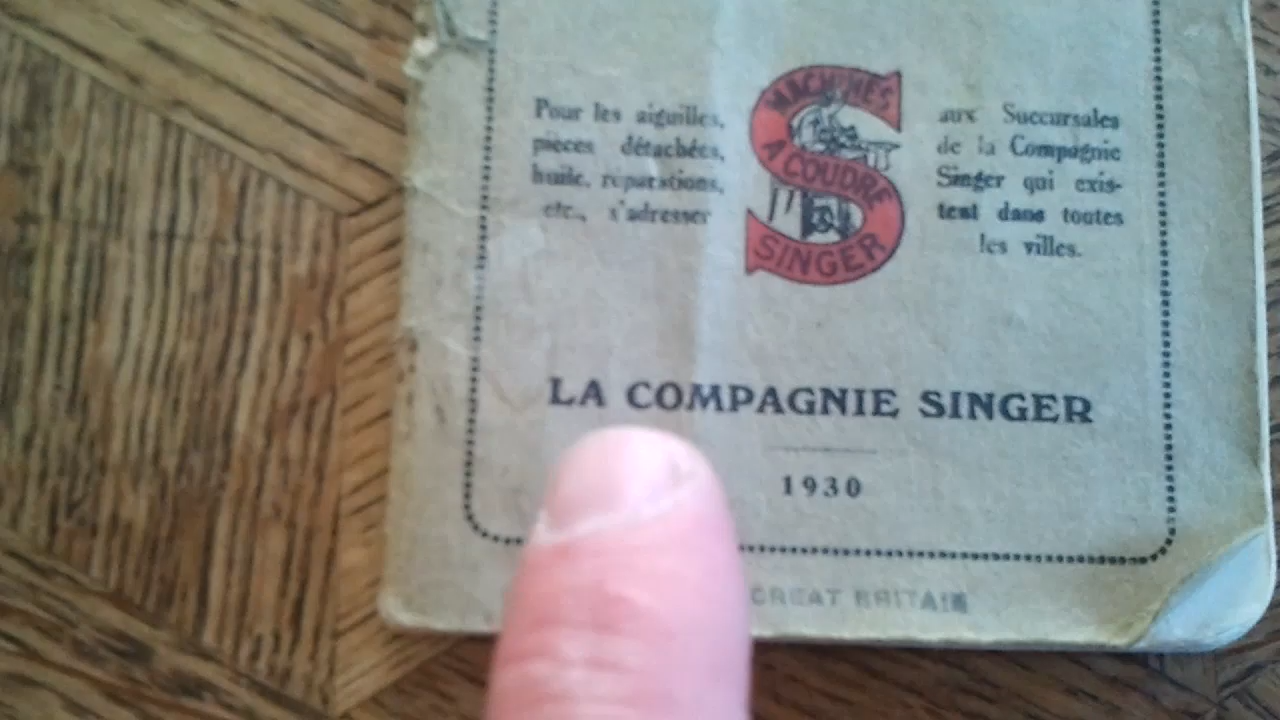 Pour les aiguilles,
pièces détachées,
huile, réparations,
etc., s'adresser
MACHINES
A COUDRE
SINGER
aux Succursales
de la Compagnie
Singer qui exis-
tent dans toutes
les villes.
LA COMPAGNIE SINGER
1930
GREAT BRITAIN